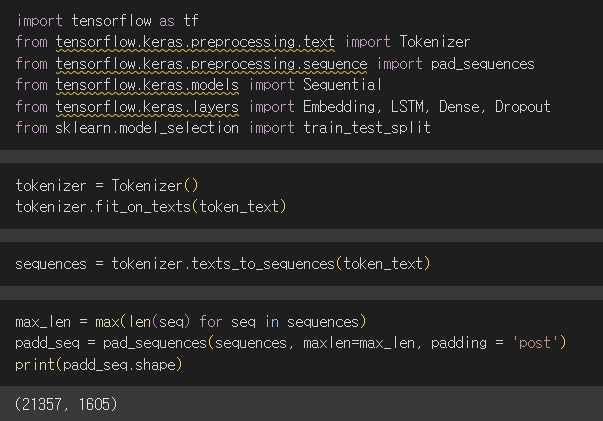 import tensorflow as tf
from tensorflow.keras.preprocessing.text import Tokenizer
from tensorflow.keras.preprocessing.sequence import pad_sequences
from tensorflow.keras.models import Sequential
from tensorflow.keras.layers import Embedding, LSTM, Dense, Dropout
from sklearn.model_selection import train_test_split
tokenizer = Tokenizer()
tokenizer.fit_on_texts(token_text)
sequences = tokenizer.texts_to_sequences(token_text)
max_len = max(len(seq) for seq in sequences)
padd_seq = pad_sequences(sequences, maxlen=max_len, padding = 'post')
print(padd_seq.shape)
(21357, 1605)